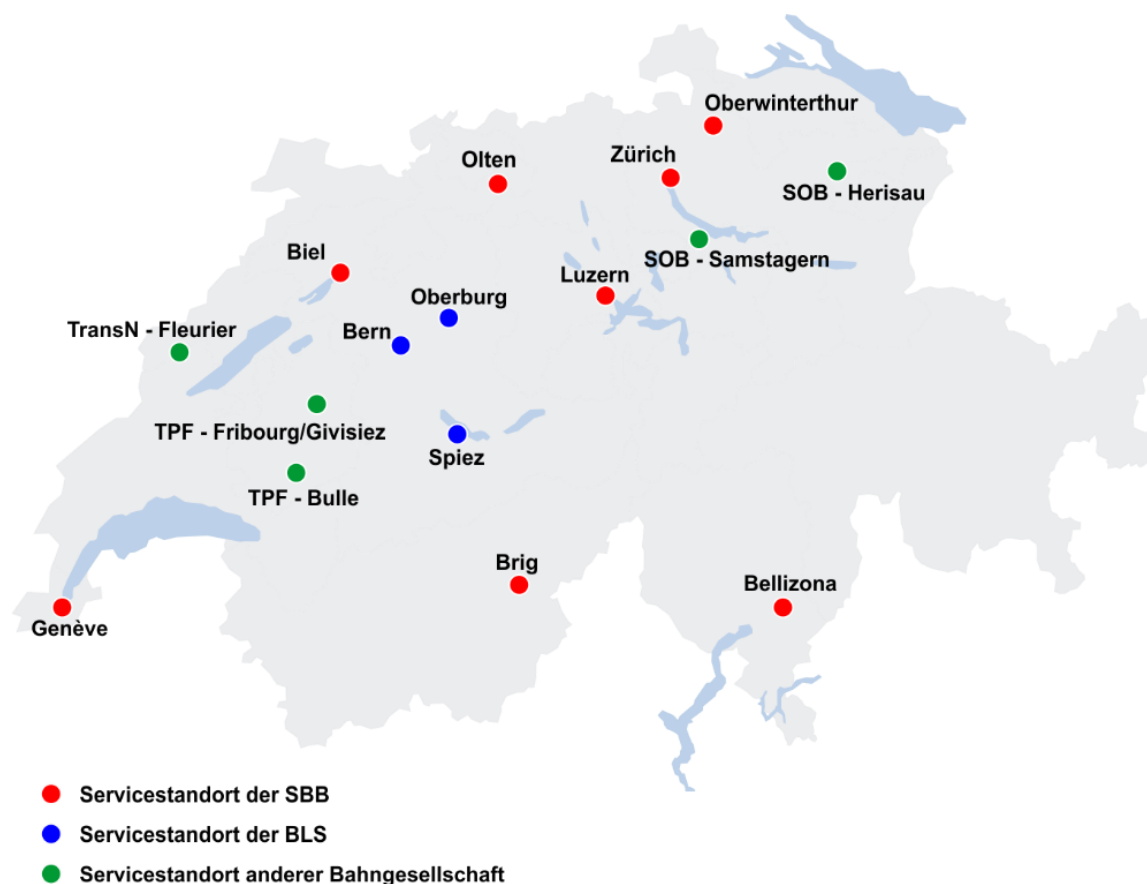 Oberwinterthur
Olten
Zürich
SOB - Herisau
Biel
SOB - Samstagern
Luzern
Oberburg
TransN - Fleurier
Bern
TPF - Fribourg/Givisiez
Spiez
TPF - Bulle
Brig
Bellizona
Genève
Servicestandort der SBB
Servicestandort der BLS
Servicestandort anderer Bahngesellschaft